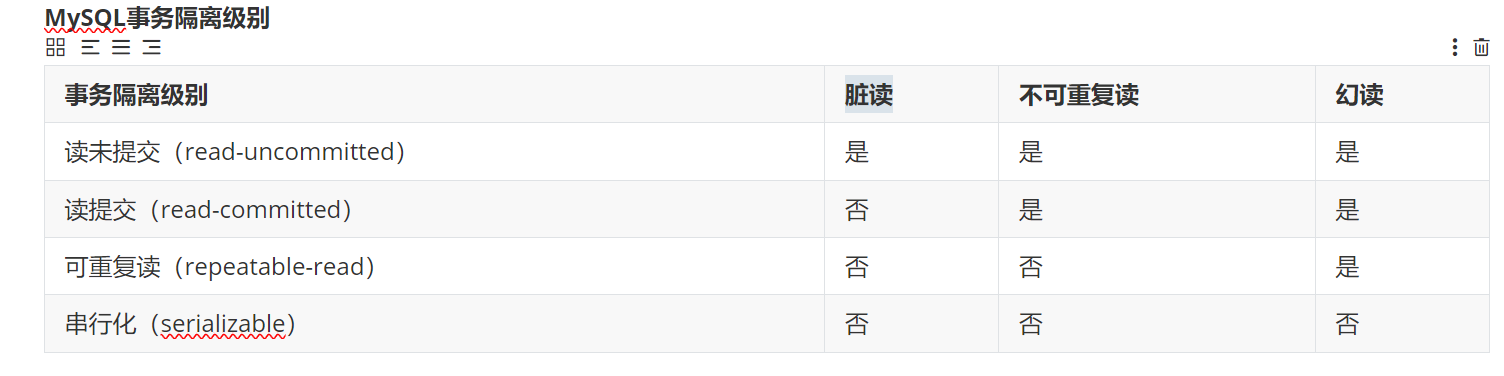 MySQL事务隔离级别
事务隔离级别 脏读 不可重复读 幻读
读未提交（read-uncommitted） 是 是 是
读提交（read-committed） 否 是 是
可重复读（repeatable-read） 否 否 是
串行化（serializable） 否 否 否